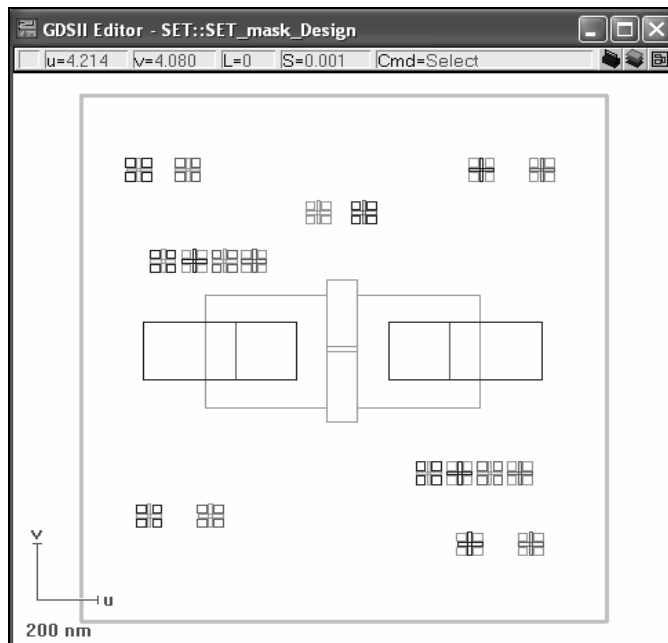 GDSII Editor - SET::SET_mask_Design
u=4.214 v=4.080 L=0 S=0.001 Cmd=Select
v
u
200 nm